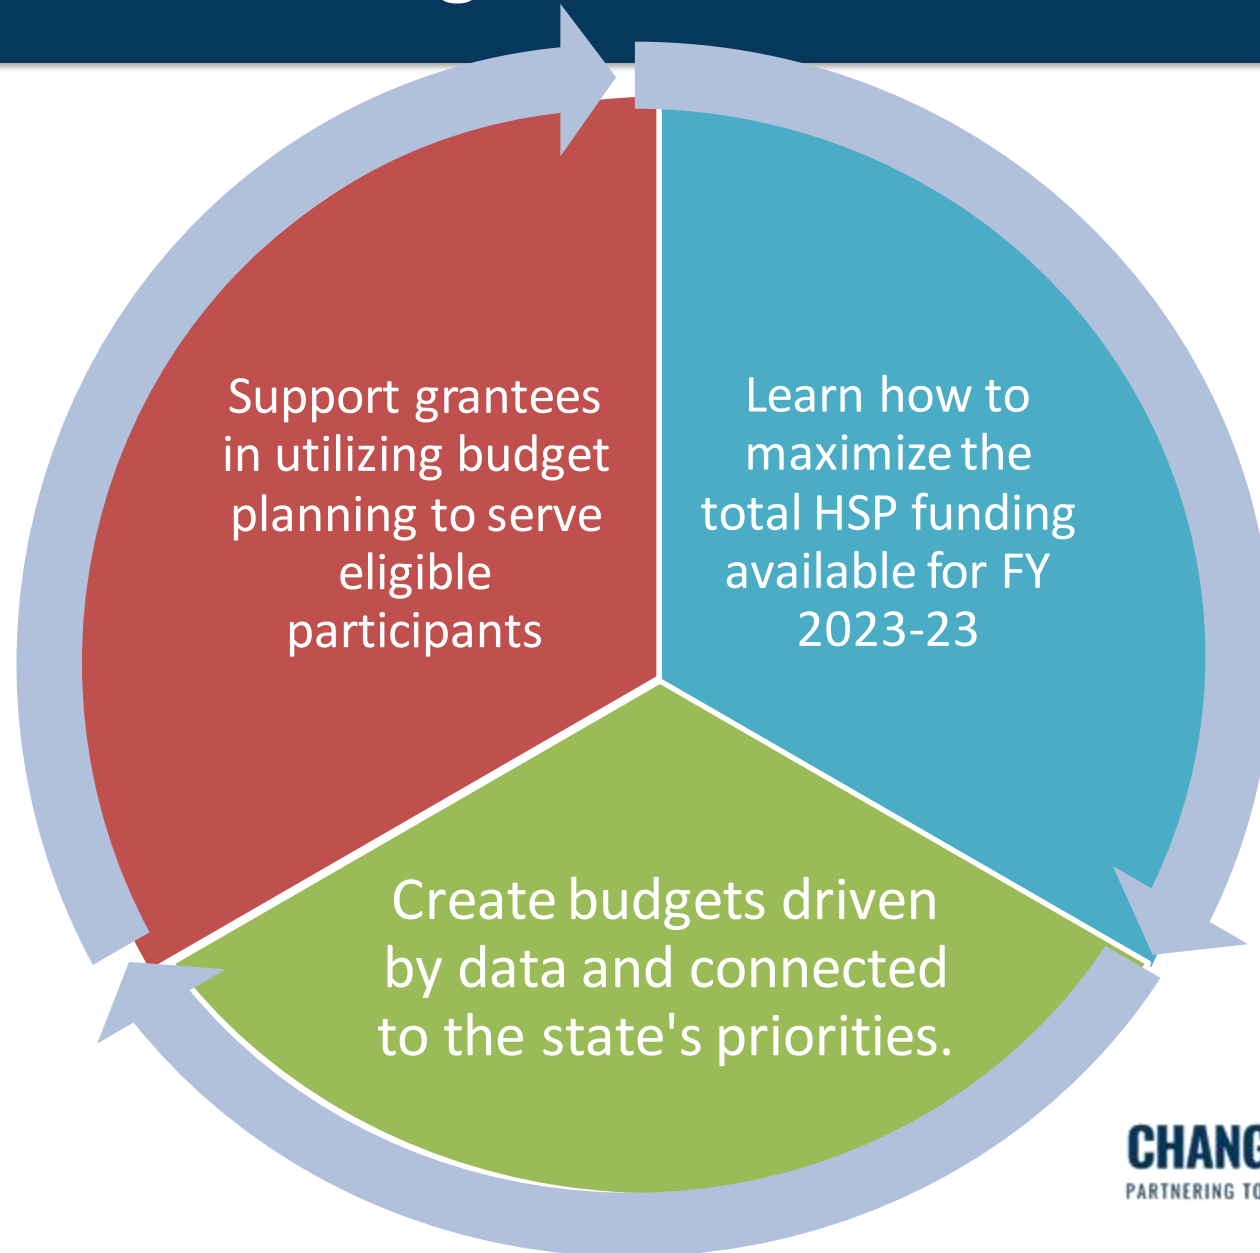 Support grantees
in utilizing budget
planning to serve
eligible
participants
Learn how to
maximize the
total HSP funding
available for FY
2023-23
Create budgets driven
by data and connected
to the state's priorities.
PARTNERING